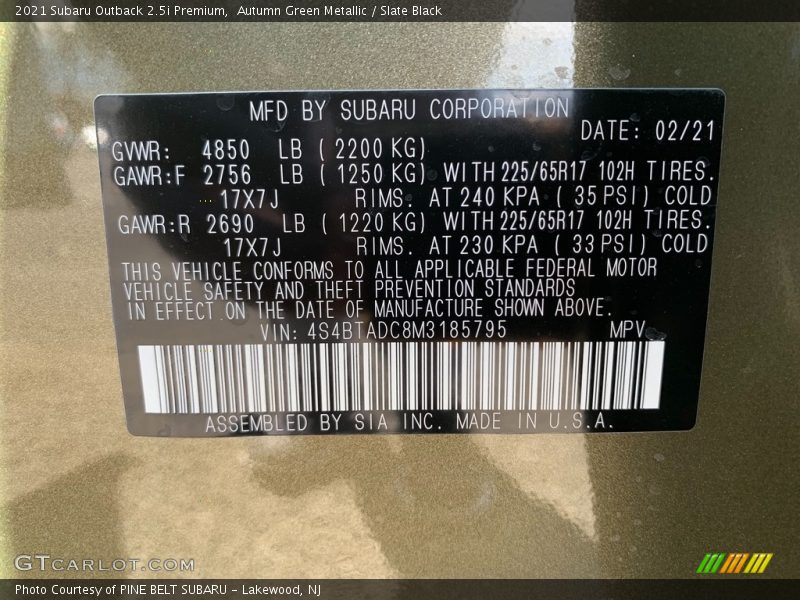 2021 Subaru Outback 2.5i Premium,  Autumn Green Metallic / Slate Black
MFD BY SUBARU CORPORATION
DATE: 02/21
GVWR: 4850 LB ( 2200 KG)
GAWR:F 2756 LB ( 1250 KG) WITH 225/65R17 102H TIRES.
17X7J RIMS. AT 240 KPA ( 35 PSI) COLD
GAWR:R 2690 LB ( 1220 KG) WITH 225/65R17 102H TIRES.
17X7J RIMS. AT 230 KPA ( 33 PSI) COLD
THIS VEHICLE CONFORMS TO ALL APPLICABLE FEDERAL MOTOR
VEHICLE SAFETY AND THEFT PREVENTION STANDARDS
IN EFFECT ON THE DATE OF MANUFACTURE SHOWN ABOVE.
VIN: 4S4BTADC8M3185795 MPV
ASSEMBLED BY SIA INC. MADE IN U.S.A.
GTCARLOT.COM
Photo Courtesy of PINE BELT SUBARU - Lakewood, NJ